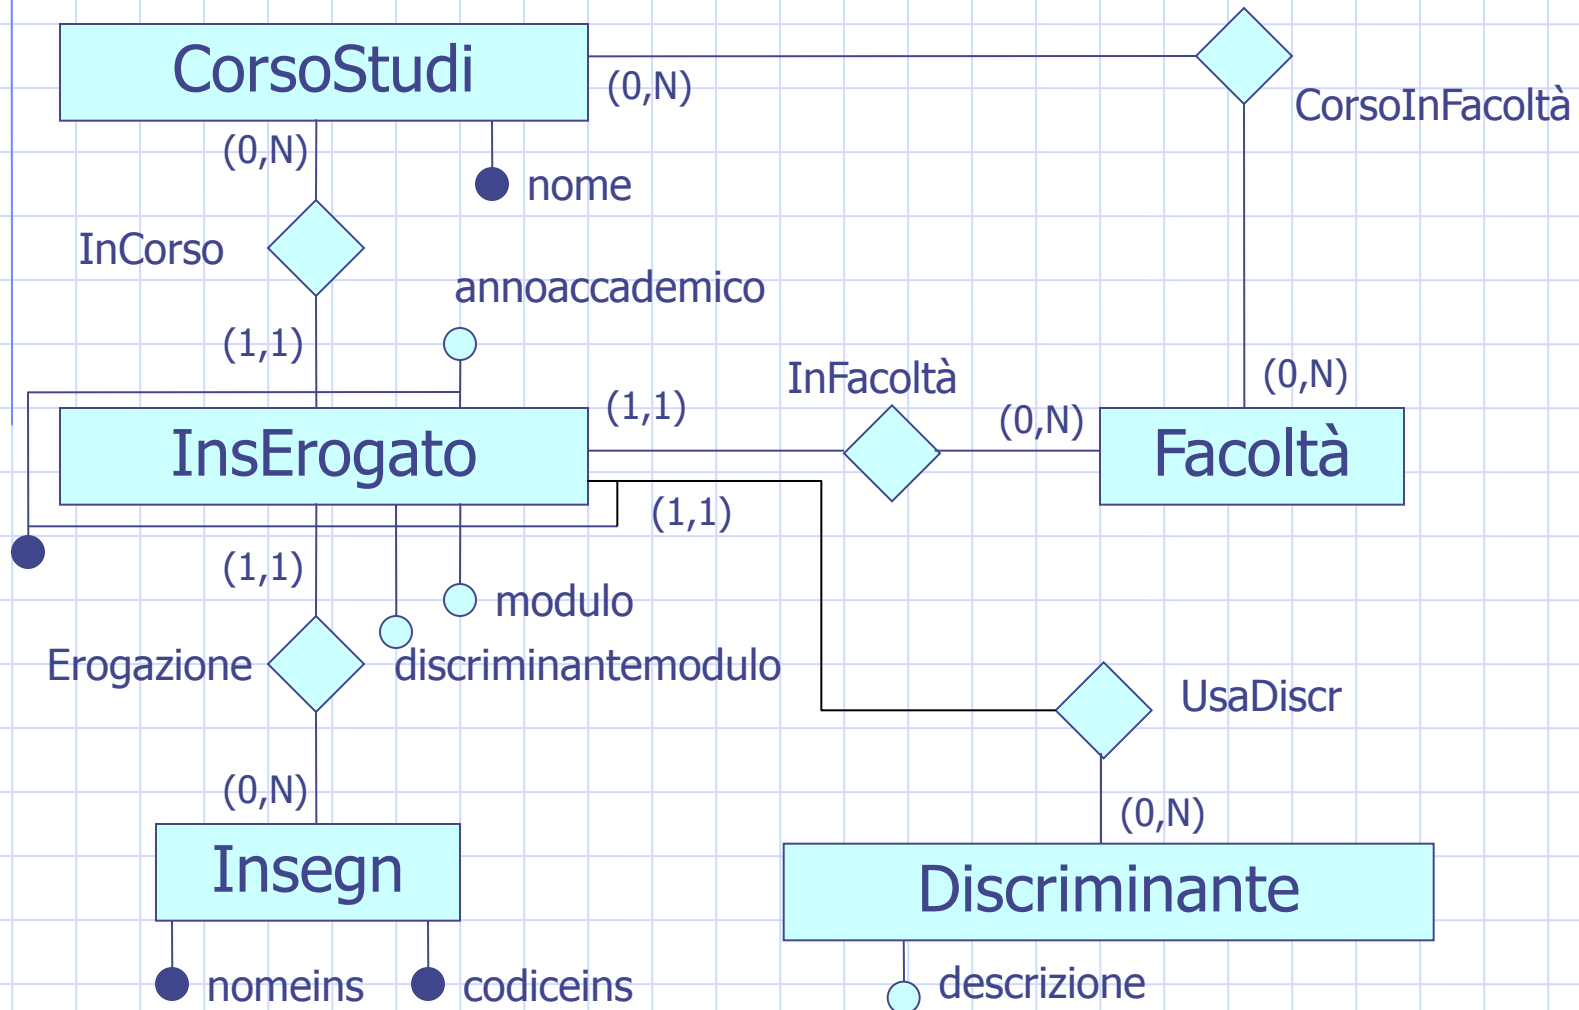 CorsoStudi
(0,N)
CorsoInFacoltà
(0,N)
nome
InCorso
annoaccademico
(1,1)
InFacoltà
(0,N)
(1,1)
(0,N)
InsErogato
Facoltà
(1,1)
(1,1)
modulo
Erogazione
discriminantemodulo
UsaDiscr
(0,N)
(0,N)
Insegn
Discriminante
nomeins
codiceins
descrizione